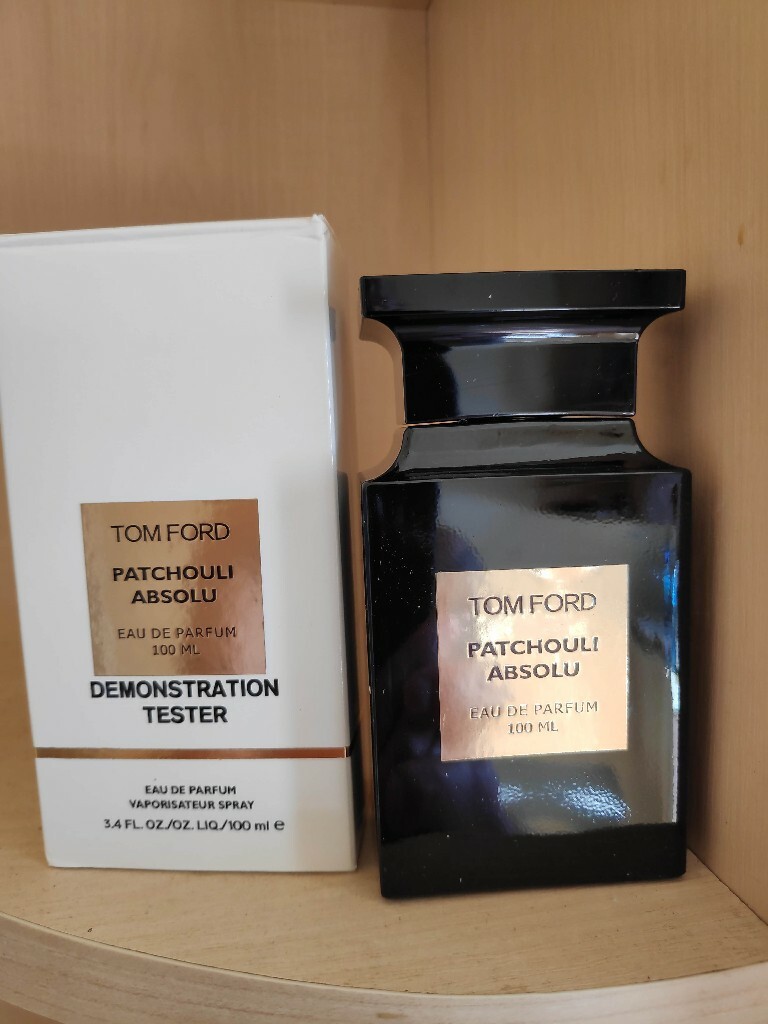 TOM FORD
PATCHOULI
ABSOLU
EAU DE PARFUM
100 ML
DEMONSTRATION
TESTER
EAU DE PARFUM
VAPORISATEUR SPRAY
3.4 FL. OZ./OZ. LIQ./100 ml e
TOM FORD
PATCHOULI
ABSOLU
EAU DE PARFUM
100 ML